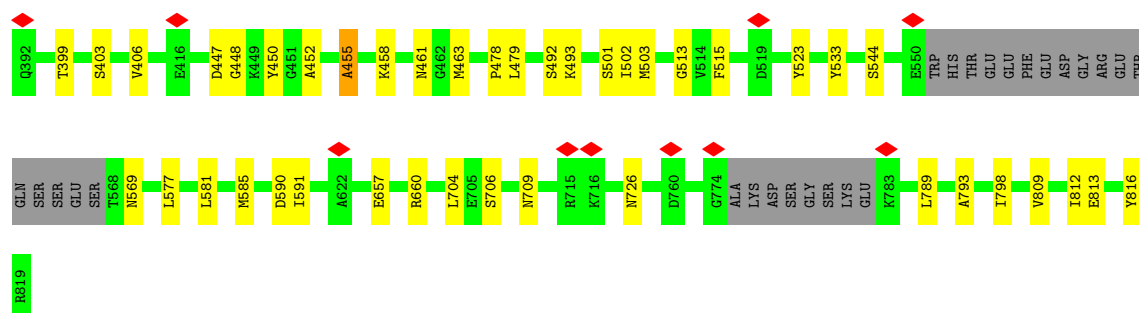 Q392 T399 S403 V406 E416 D447 G448 K449 Y450 G451 A452 A455 K458 N461 G462 M463 P478 L479 S492 K493 S501 I502 M503 G513 V514 F515 D519 Y523 Y533 S544 E550 TRP HIS THR GLU GLU PHE GLU ASP GLY ARG GLU THR
GLN SER SER GLU SER T568 N569 L577 L581 M585 D590 I591 A622 E657 R660 L704 E705 S706 N709 R715 K716 N726 D760 G774 ALA LYS ASP SER GLY SER LYS GLU K783 L789 A793 I798 V809 I812 E813 Y816
R819